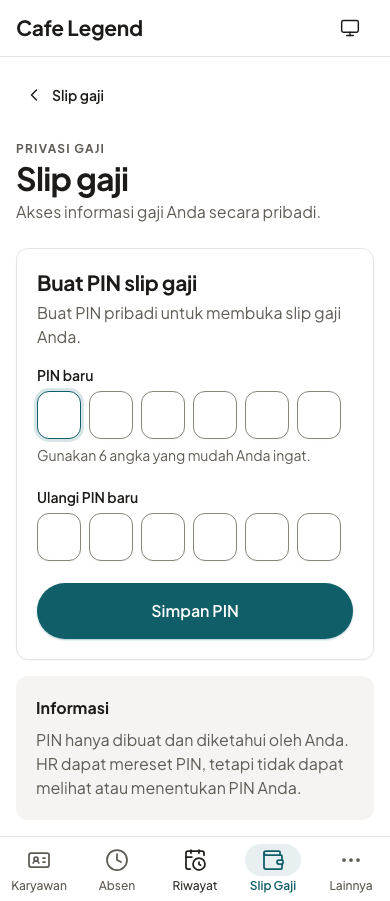 Cafe Legend
Slip gaji
PRIVASI GAJI
Slip gaji
Akses informasi gaji Anda secara pribadi.
Buat PIN slip gaji
Buat PIN pribadi untuk membuka slip gaji
Anda.
PIN baru
Gunakan 6 angka yang mudah Anda ingat.
Ulangi PIN baru
Simpan PIN
Informasi
PIN hanya dibuat dan diketahui oleh Anda.
HR dapat mereset PIN, tetapi tidak dapat
melihat atau menentukan PIN Anda.
Karyawan Absen Riwayat Slip Gaji Lainnya